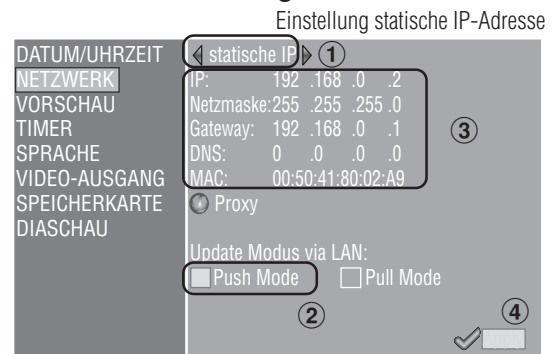 Einstellung statische IP-Adresse
DATUM/UHRZEIT
NETZWERK
VORSCHAU
TIMER
SPRACHE
VIDEO-AUSGANG
SPEICHERKARTE
DIASCHAU
statische IP
1
IP: 192 .168 .0 .2
Netzmaske:255 .255 .255 .0
Gateway: 192 .168 .0 .1
DNS: 0 .0 .0 .0
MAC: 00:50:41:80:02:A9
3
Proxy
Update Modus via LAN:
Push Mode
Pull Mode
2
4